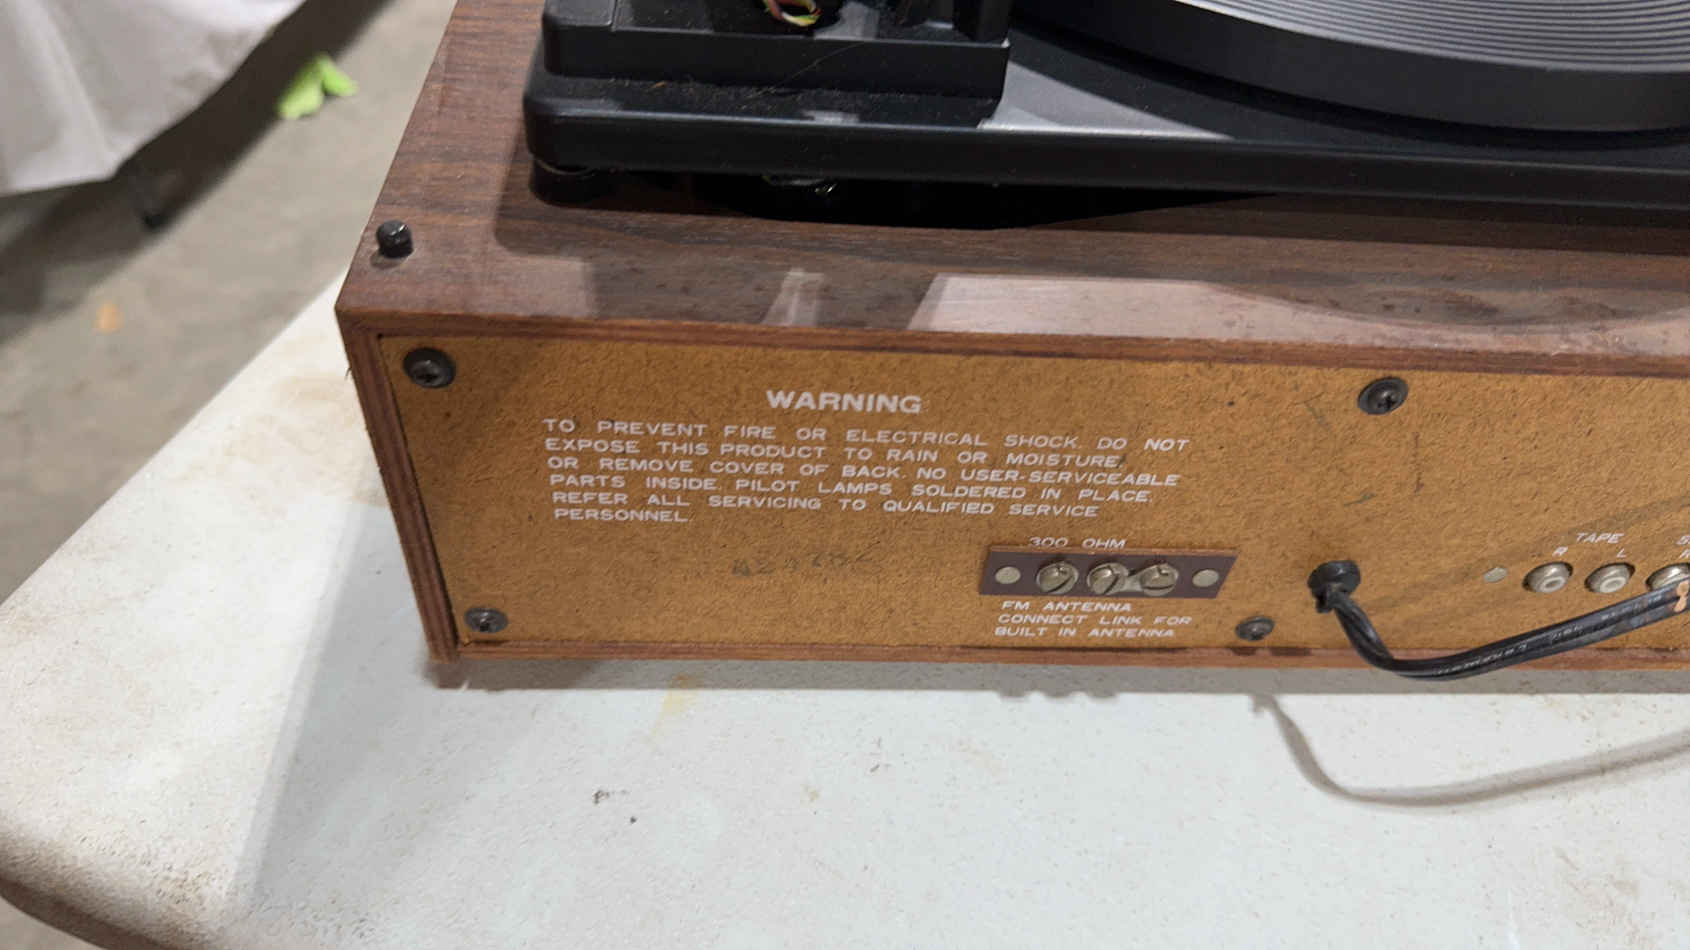 WARNING
TO PREVENT FIRE OR ELECTRICAL SHOCK, DO NOT
EXPOSE THIS PRODUCT TO RAIN OR MOISTURE,
OR REMOVE COVER OF BACK. NO USER-SERVICEABLE
PARTS INSIDE. PILOT LAMPS SOLDERED IN PLACE.
REFER ALL SERVICING TO QUALIFIED SERVICE
PERSONNEL.
300 OHM
FM ANTENNA
CONNECT LINK FOR
BUILT IN ANTENNA
TAPE
R L